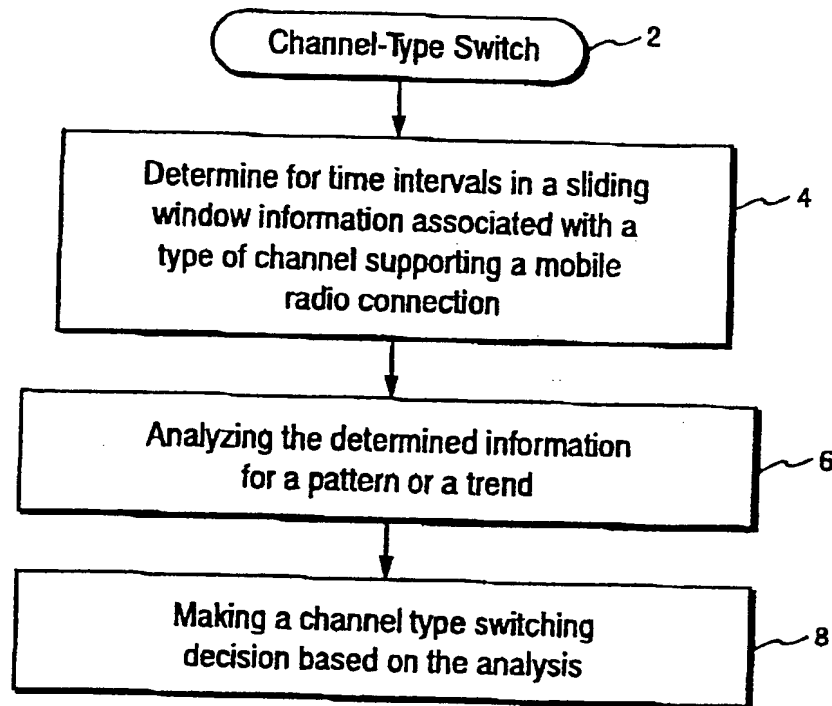 Channel-Type Switch
2
Determine for time intervals in a sliding
window information associated with a
type of channel supporting a mobile
radio connection
4
Analyzing the determined information
for a pattern or a trend
6
Making a channel type switching
decision based on the analysis
8